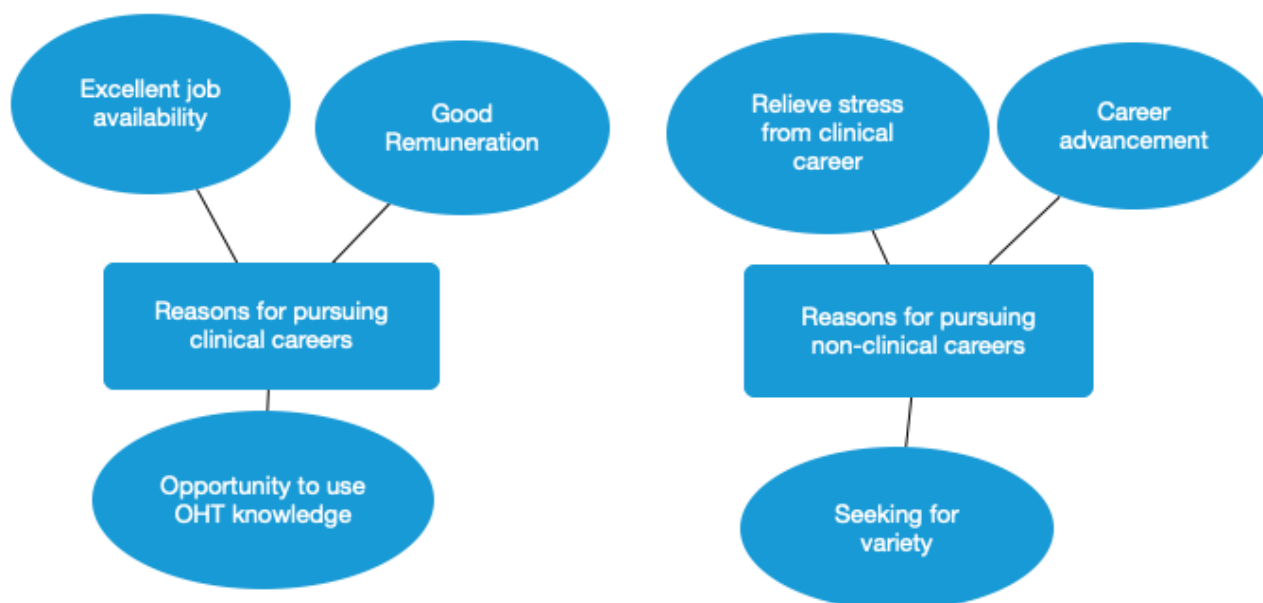 Excellent job
availability
Good
Remuneration
Reasons for pursuing
clinical careers
Opportunity to use
OHT knowledge
Relieve stress
from clinical
career
Career
advancement
Reasons for pursuing
non-clinical careers
Seeking for
variety